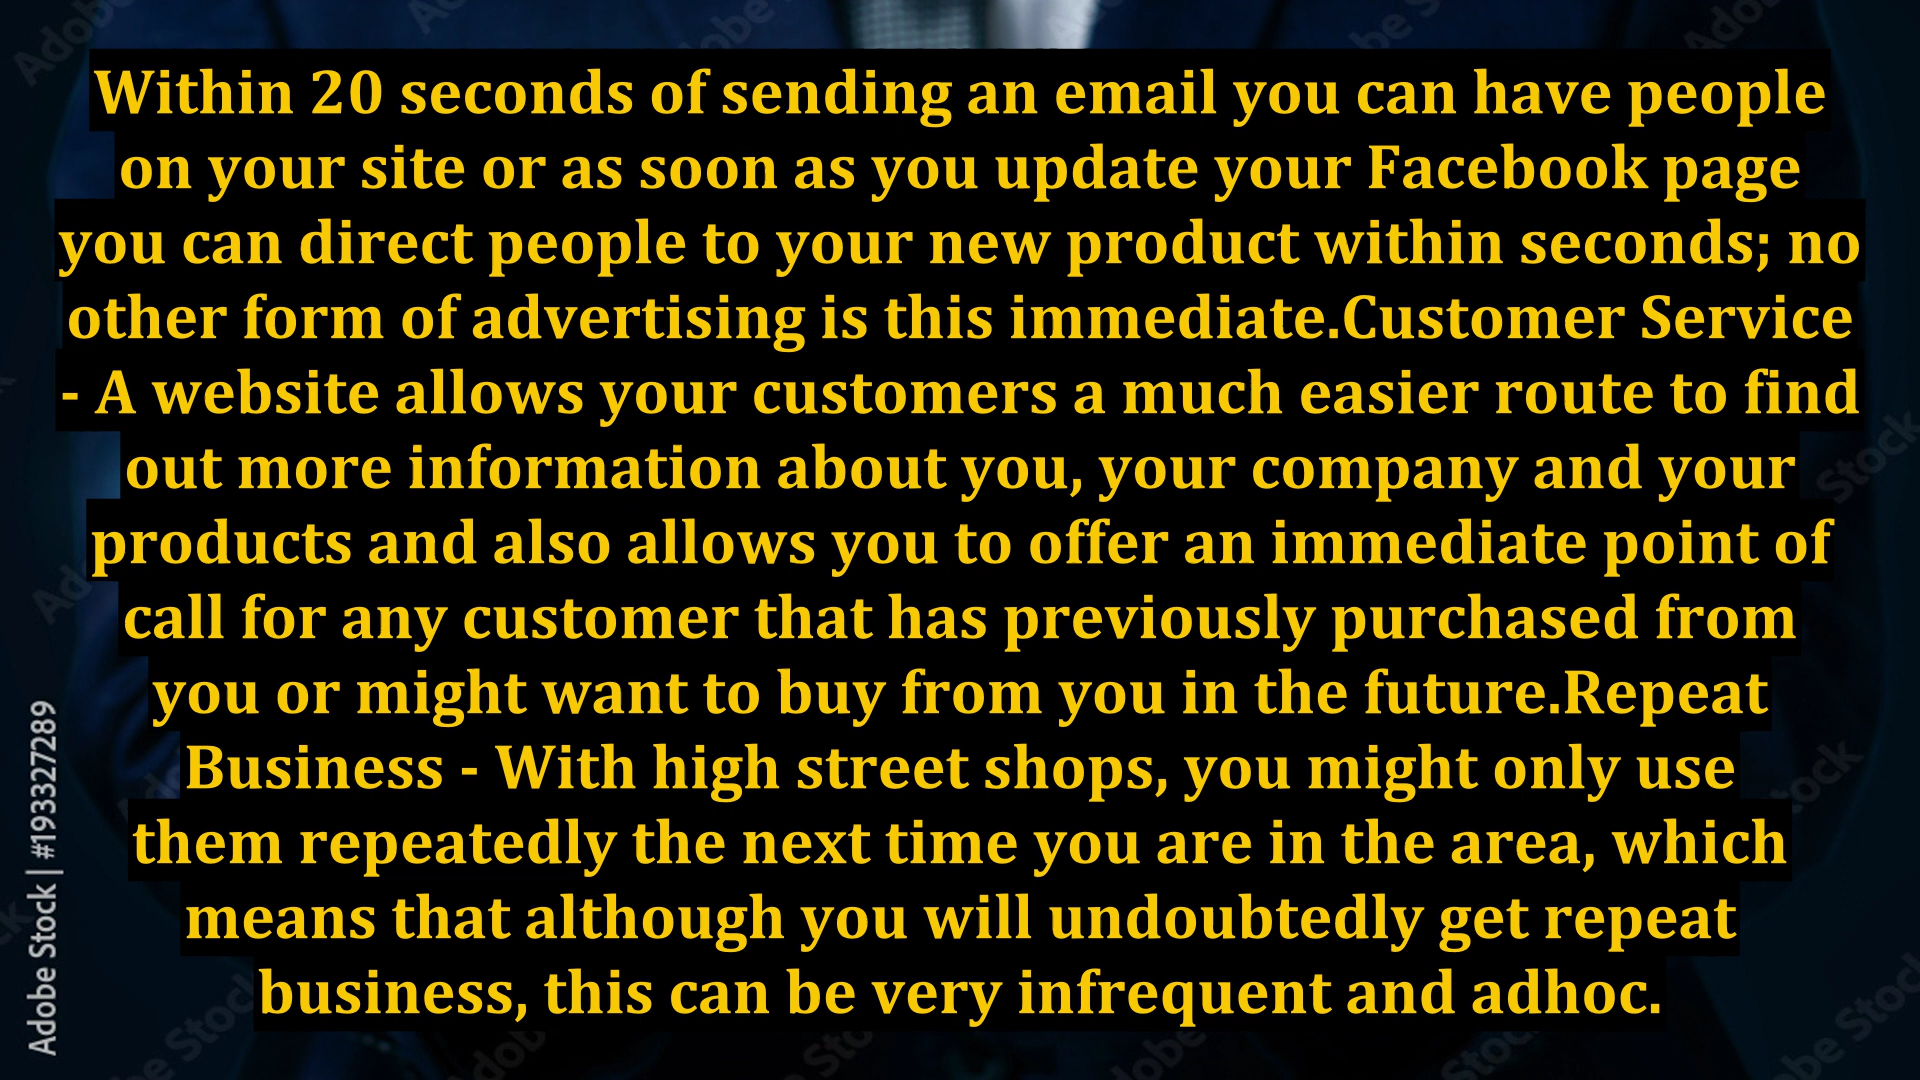 Within 20 seconds of sending an email you can have people
on your site or as soon as you update your Facebook page
you can direct people to your new product within seconds; no
other form of advertising is this immediate.Customer Service
- A website allows your customers a much easier route to find
out more information about you, your company and your
products and also allows you to offer an immediate point of
call for any customer that has previously purchased from
you or might want to buy from you in the future.Repeat
Business - With high street shops, you might only use
them repeatedly the next time you are in the area, which
means that although you will undoubtedly get repeat
business, this can be very infrequent and adhoc.
Adobe Stock | #193327289